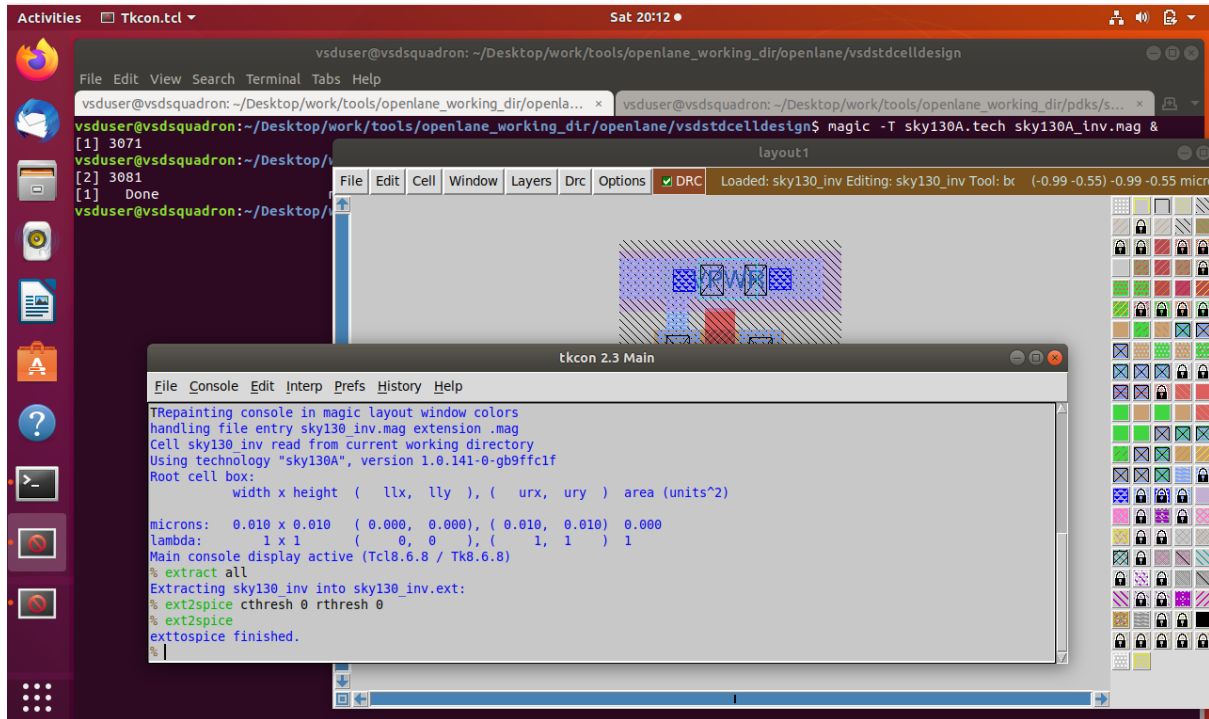 Activities Tkcon.tcl Sat 20:12
vsduser@vsdsquadron: ~/Desktop/work/tools/openlane_working_dir/openlane/vsdstdcelldesign
File Edit View Search Terminal Tabs Help
vsduser@vsdsquadron: ~/Desktop/work/tools/openlane_working_dir/openla... × vsduser@vsdsquadron: ~/Desktop/work/tools/openlane_working_dir/pdks/s... ×
vsduser@vsdsquadron:~/Desktop/work/tools/openlane_working_dir/openlane/vsdstdcelldesign$ magic -T sky130A.tech sky130A_inv.mag &
[1] 3071
vsduser@vsdsquadron:~/Desktop/
[2] 3081
[1] Done
vsduser@vsdsquadron:~/Desktop/
layout1
File Edit Cell Window Layers Drc Options DRC Loaded: sky130_inv Editing: sky130_inv Tool: (-0.99 -0.55) -0.99 -0.55 micr
VPWR
tkcon 2.3 Main
File Console Edit Interp Prefs History Help
TRepainting console in magic layout window colors
handling file entry sky130_inv.mag extension .mag
Cell sky130_inv read from current working directory
Using technology "sky130A", version 1.0.141-0-gb9ffc1f
Root cell box:
width x height ( llx, lly ), ( urx, ury ) area (units^2)
microns: 0.010 x 0.010 ( 0.000, 0.000), ( 0.010, 0.010) 0.000
lambda: 1 x 1 ( 0, 0 ), ( 1, 1 ) 1
Main console display active (Tcl8.6.8 / Tk8.6.8)
% extract all
Extracting sky130_inv into sky130_inv.ext:
% ext2spice cthresh 0 rthresh 0
% ext2spice
exttospice finished.
%